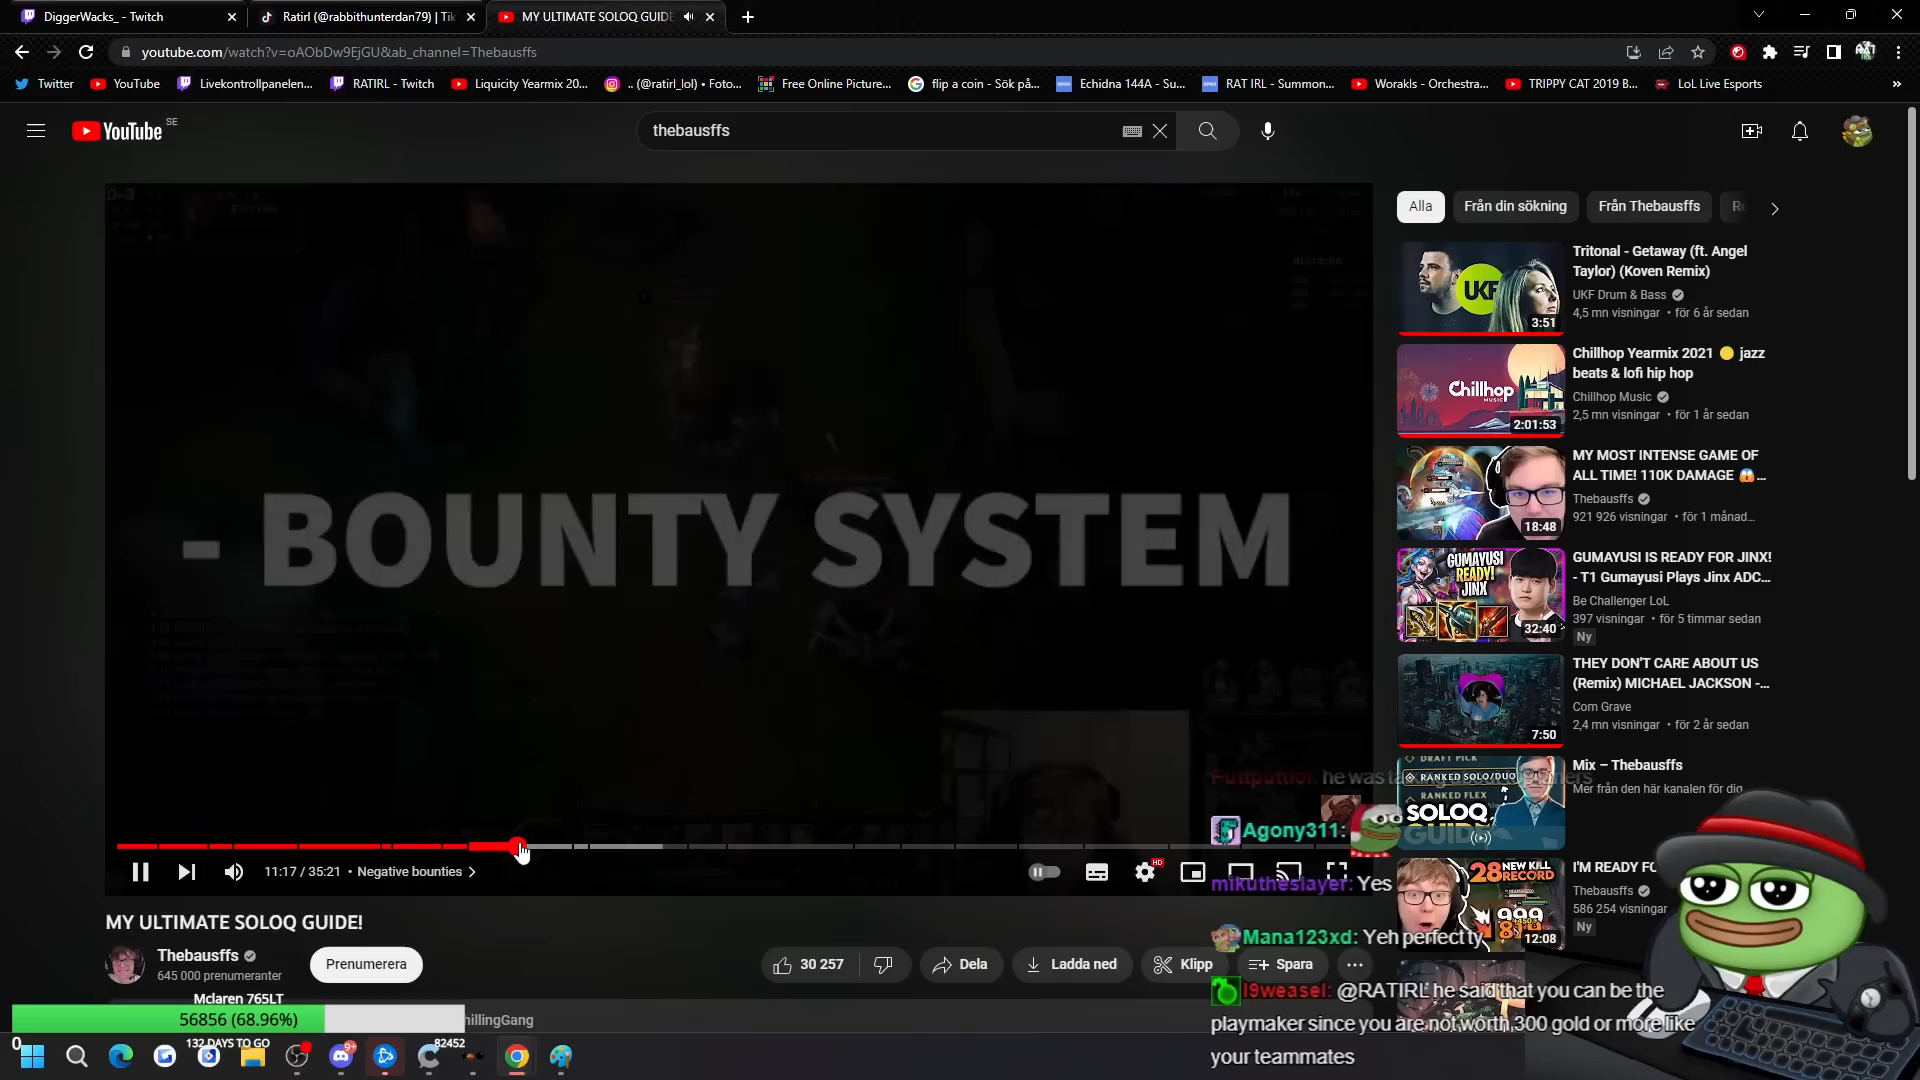 DiggerWacks_ - Twitch
Ratirl (@rabbithunterdan79) | Tik
MY ULTIMATE SOLOQ GUIDE
youtube.com/watch?v=oAObDw9EjGU&ab_channel=Thebausffs
Twitter
YouTube
Livekontrollpanelen...
RATIRL - Twitch
Liquicity Yearmix 20...
.. (@ratirl_lol) • Foto...
Free Online Picture...
flip a coin - Sök på...
Echidna 144A - Su...
RAT IRL - Summon...
Worakls - Orchestra...
TRIPPY CAT 2019 B...
LoL Live Esports
YouTube SE
thebausffs
Alla
Från din sökning
Från Thebausffs
Re
0-3
- BOUNTY SYSTEM
11:17 / 35:21 • Negative bounties
HD
MY ULTIMATE SOLOQ GUIDE!
Thebausffs
645 000 prenumeranter
Prenumerera
30 257
Dela
Ladda ned
Klipp
Spara
Mclaren 765LT
56856 (68.96%)
hillingGang
0
132 DAYS TO GO
82452
9+
UKF
3:51
Tritonal - Getaway (ft. Angel
Taylor) (Koven Remix)
UKF Drum & Bass
4,5 mn visningar • för 6 år sedan
Chillhop
MUSIC
2:01:53
Chillhop Yearmix 2021 jazz
beats & lofi hip hop
Chillhop Music
2,5 mn visningar • för 1 år sedan
18:48
MY MOST INTENSE GAME OF
ALL TIME! 110K DAMAGE ...
Thebausffs
921 926 visningar • för 1 månad...
GUMAYUSI
READY!
JINX
32:40
GUMAYUSI IS READY FOR JINX!
- T1 Gumayusi Plays Jinx ADC...
Be Challenger LoL
397 visningar • för 5 timmar sedan
Ny
7:50
THEY DON'T CARE ABOUT US
(Remix) MICHAEL JACKSON -...
Com Grave
2,4 mn visningar • för 2 år sedan
DRAFT PICK
RANKED SOLO/DUO
RANKED FLEX
SOLOQ
GUIDE
Mix – Thebausffs
Mer från den här kanalen för dig
28 NEW KILL
RECORD
12:08
I'M READY FO
Thebausffs
586 254 visningar
Ny
he was
Agony311:
mikutheslayer: Yes
Mana123xd: Yeh perfect ty
l9weasel: @RATIRL he said that you can be the
playmaker since you are not worth 300 gold or more like
your teammates